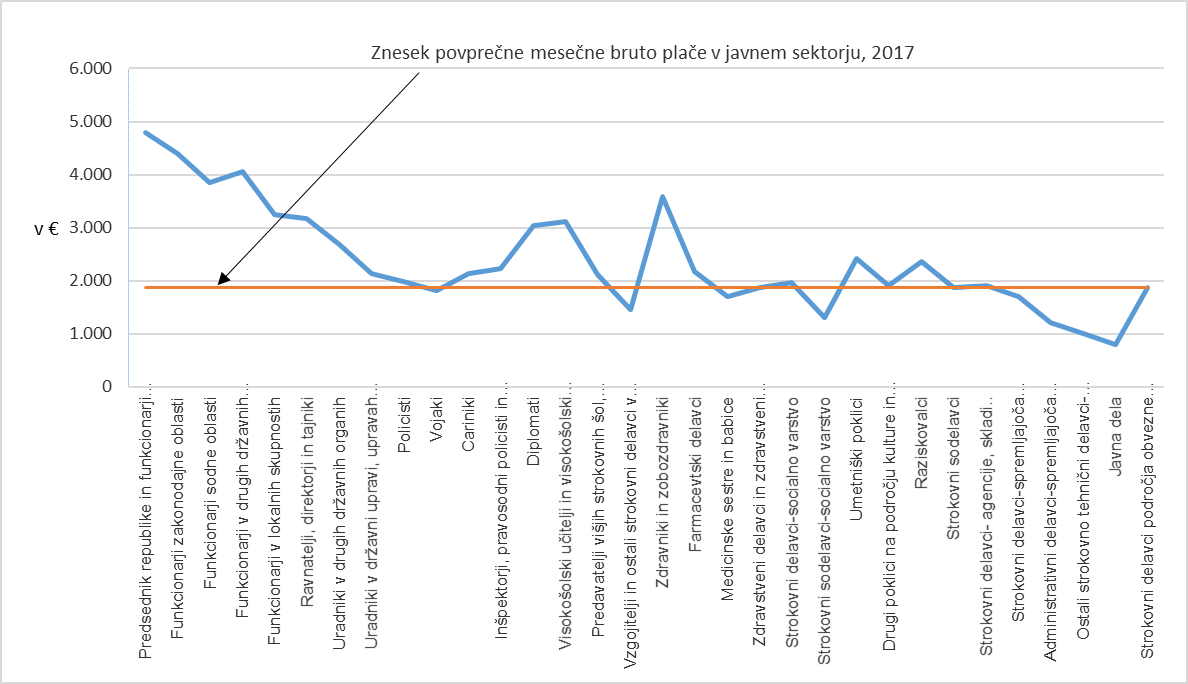 Znesek povprečne mesečne bruto plače v javnem sektorju, 2017
6.000
5.000
4.000
3.000
2.000
1.000
0
v €
Predsednik republike in funkcionarji…
Funkcionarji zakonodajne oblasti
Funkcionarji sodne oblasti
Funkcionarji v drugih državnih…
Funkcionarji v lokalnih skupnostih
Ravnatelji, direktorji in tajniki
Uradniki v drugih državnih organih
Uradniki v državni upravi, upravah…
Policisti
Vojaki
Cariniki
Inšpektorji, pravosodni policisti in…
Diplomati
Visokošolski učitelji in visokošolski…
Predavatelji višjih strokovnih šol,…
Vzgojitelji in ostali strokovni delavci v…
Zdravniki in zobozdravniki
Farmacevtski delavci
Medicinske sestre in babice
Zdravstveni delavci in zdravstveni…
Strokovni delavci-socialno varstvo
Strokovni sodelavci-socialno varstvo
Umetniški poklici
Drugi poklici na področju kulture in…
Raziskovalci
Strokovni sodelavci
Strokovni delavci- agencije, skladi…
Strokovni delavci-spremljajoča…
Administrativni delavci-spremljajoča…
Ostali strokovno tehnični delavci-…
Javna dela
Strokovni delavci področja obvezne…